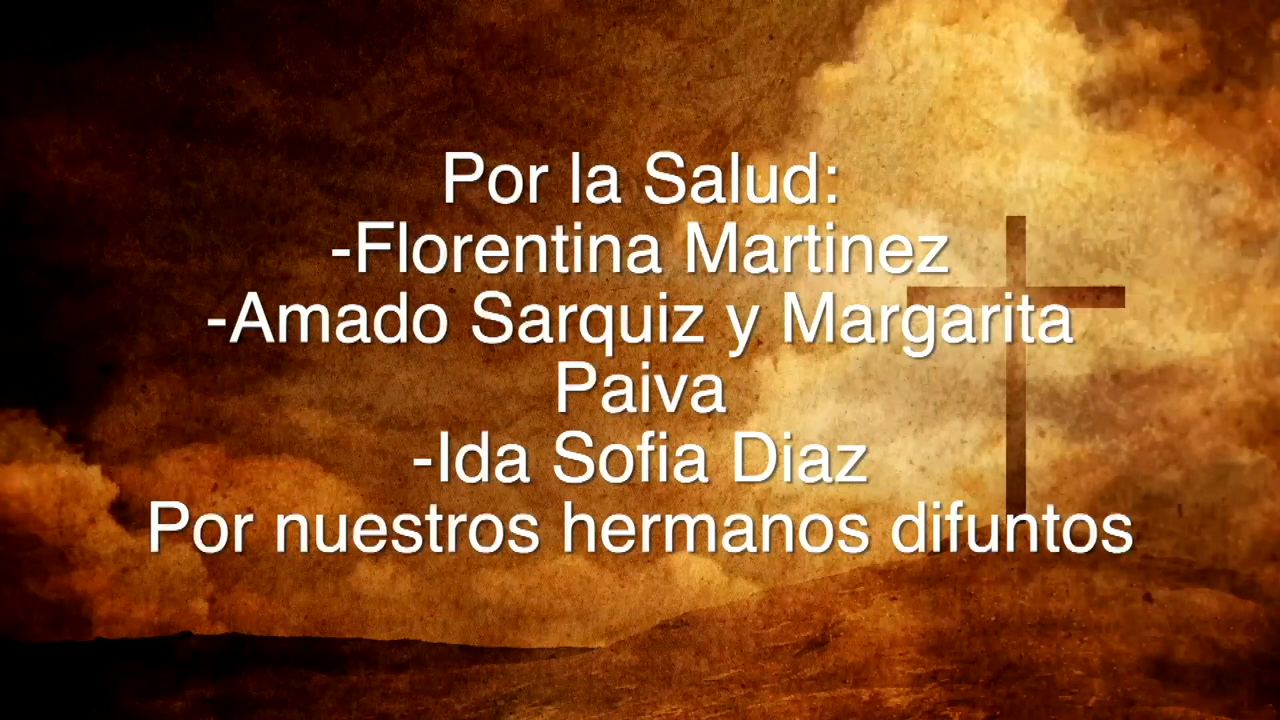 Por la Salud:
-Florentina Martinez
-Amado Sarquiz y Margarita
Paiva
-Ida Sofia Diaz
Por nuestros hermanos difuntos